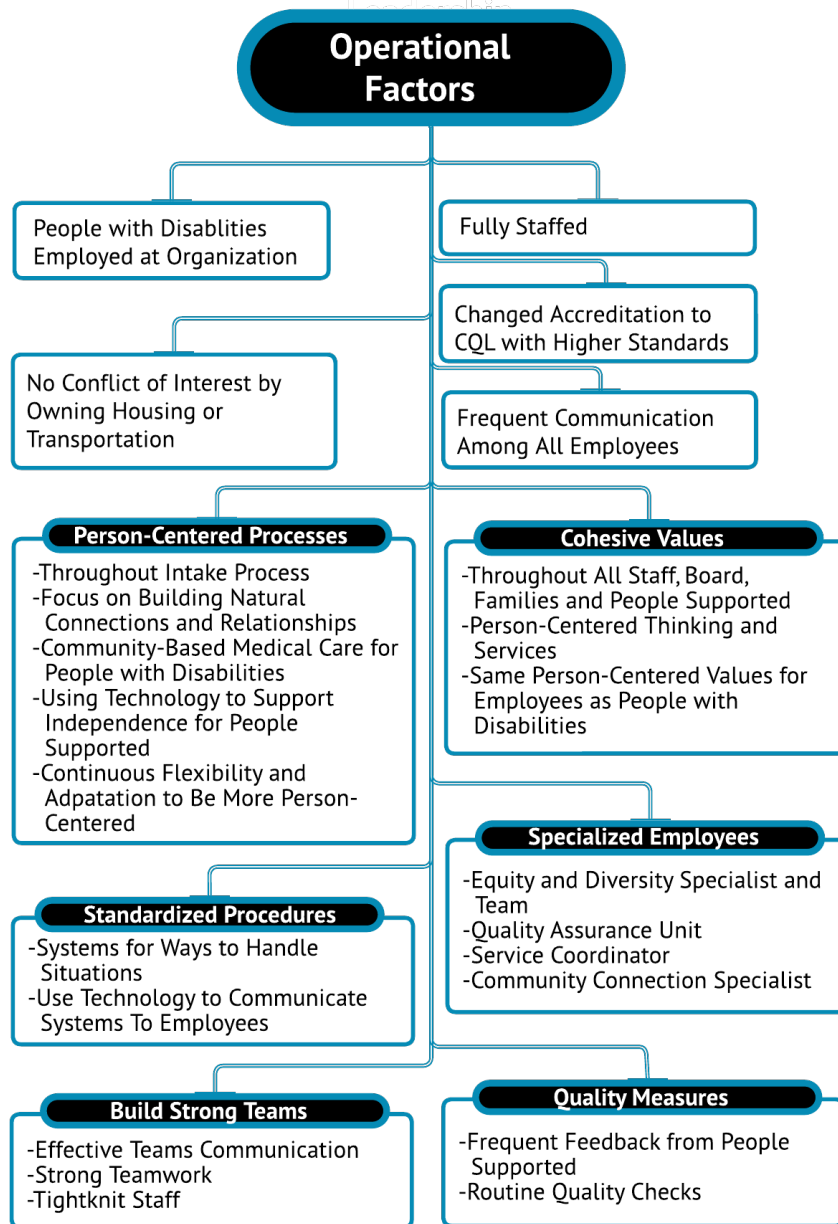 Operational
Factors
People with Disablities
Employed at Organization
Fully Staffed
Changed Accreditation to
CQL with Higher Standards
No Conflict of Interest by
Owning Housing or
Transportation
Frequent Communication
Among All Employees
Person-Centered Processes
-Throughout Intake Process
-Focus on Building Natural
Connections and Relationships
-Community-Based Medical Care for
People with Disabilities
-Using Technology to Support
Independence for People
Supported
-Continuous Flexibility and
Adpatation to Be More Person-
Centered
Cohesive Values
-Throughout All Staff, Board,
Families and People Supported
-Person-Centered Thinking and
Services
-Same Person-Centered Values for
Employees as People with
Disabilities
Specialized Employees
-Equity and Diversity Specialist and
Team
-Quality Assurance Unit
-Service Coordinator
-Community Connection Specialist
Standardized Procedures
-Systems for Ways to Handle
Situations
-Use Technology to Communicate
Systems To Employees
Build Strong Teams
-Effective Teams Communication
-Strong Teamwork
-Tightknit Staff
Quality Measures
-Frequent Feedback from People
Supported
-Routine Quality Checks